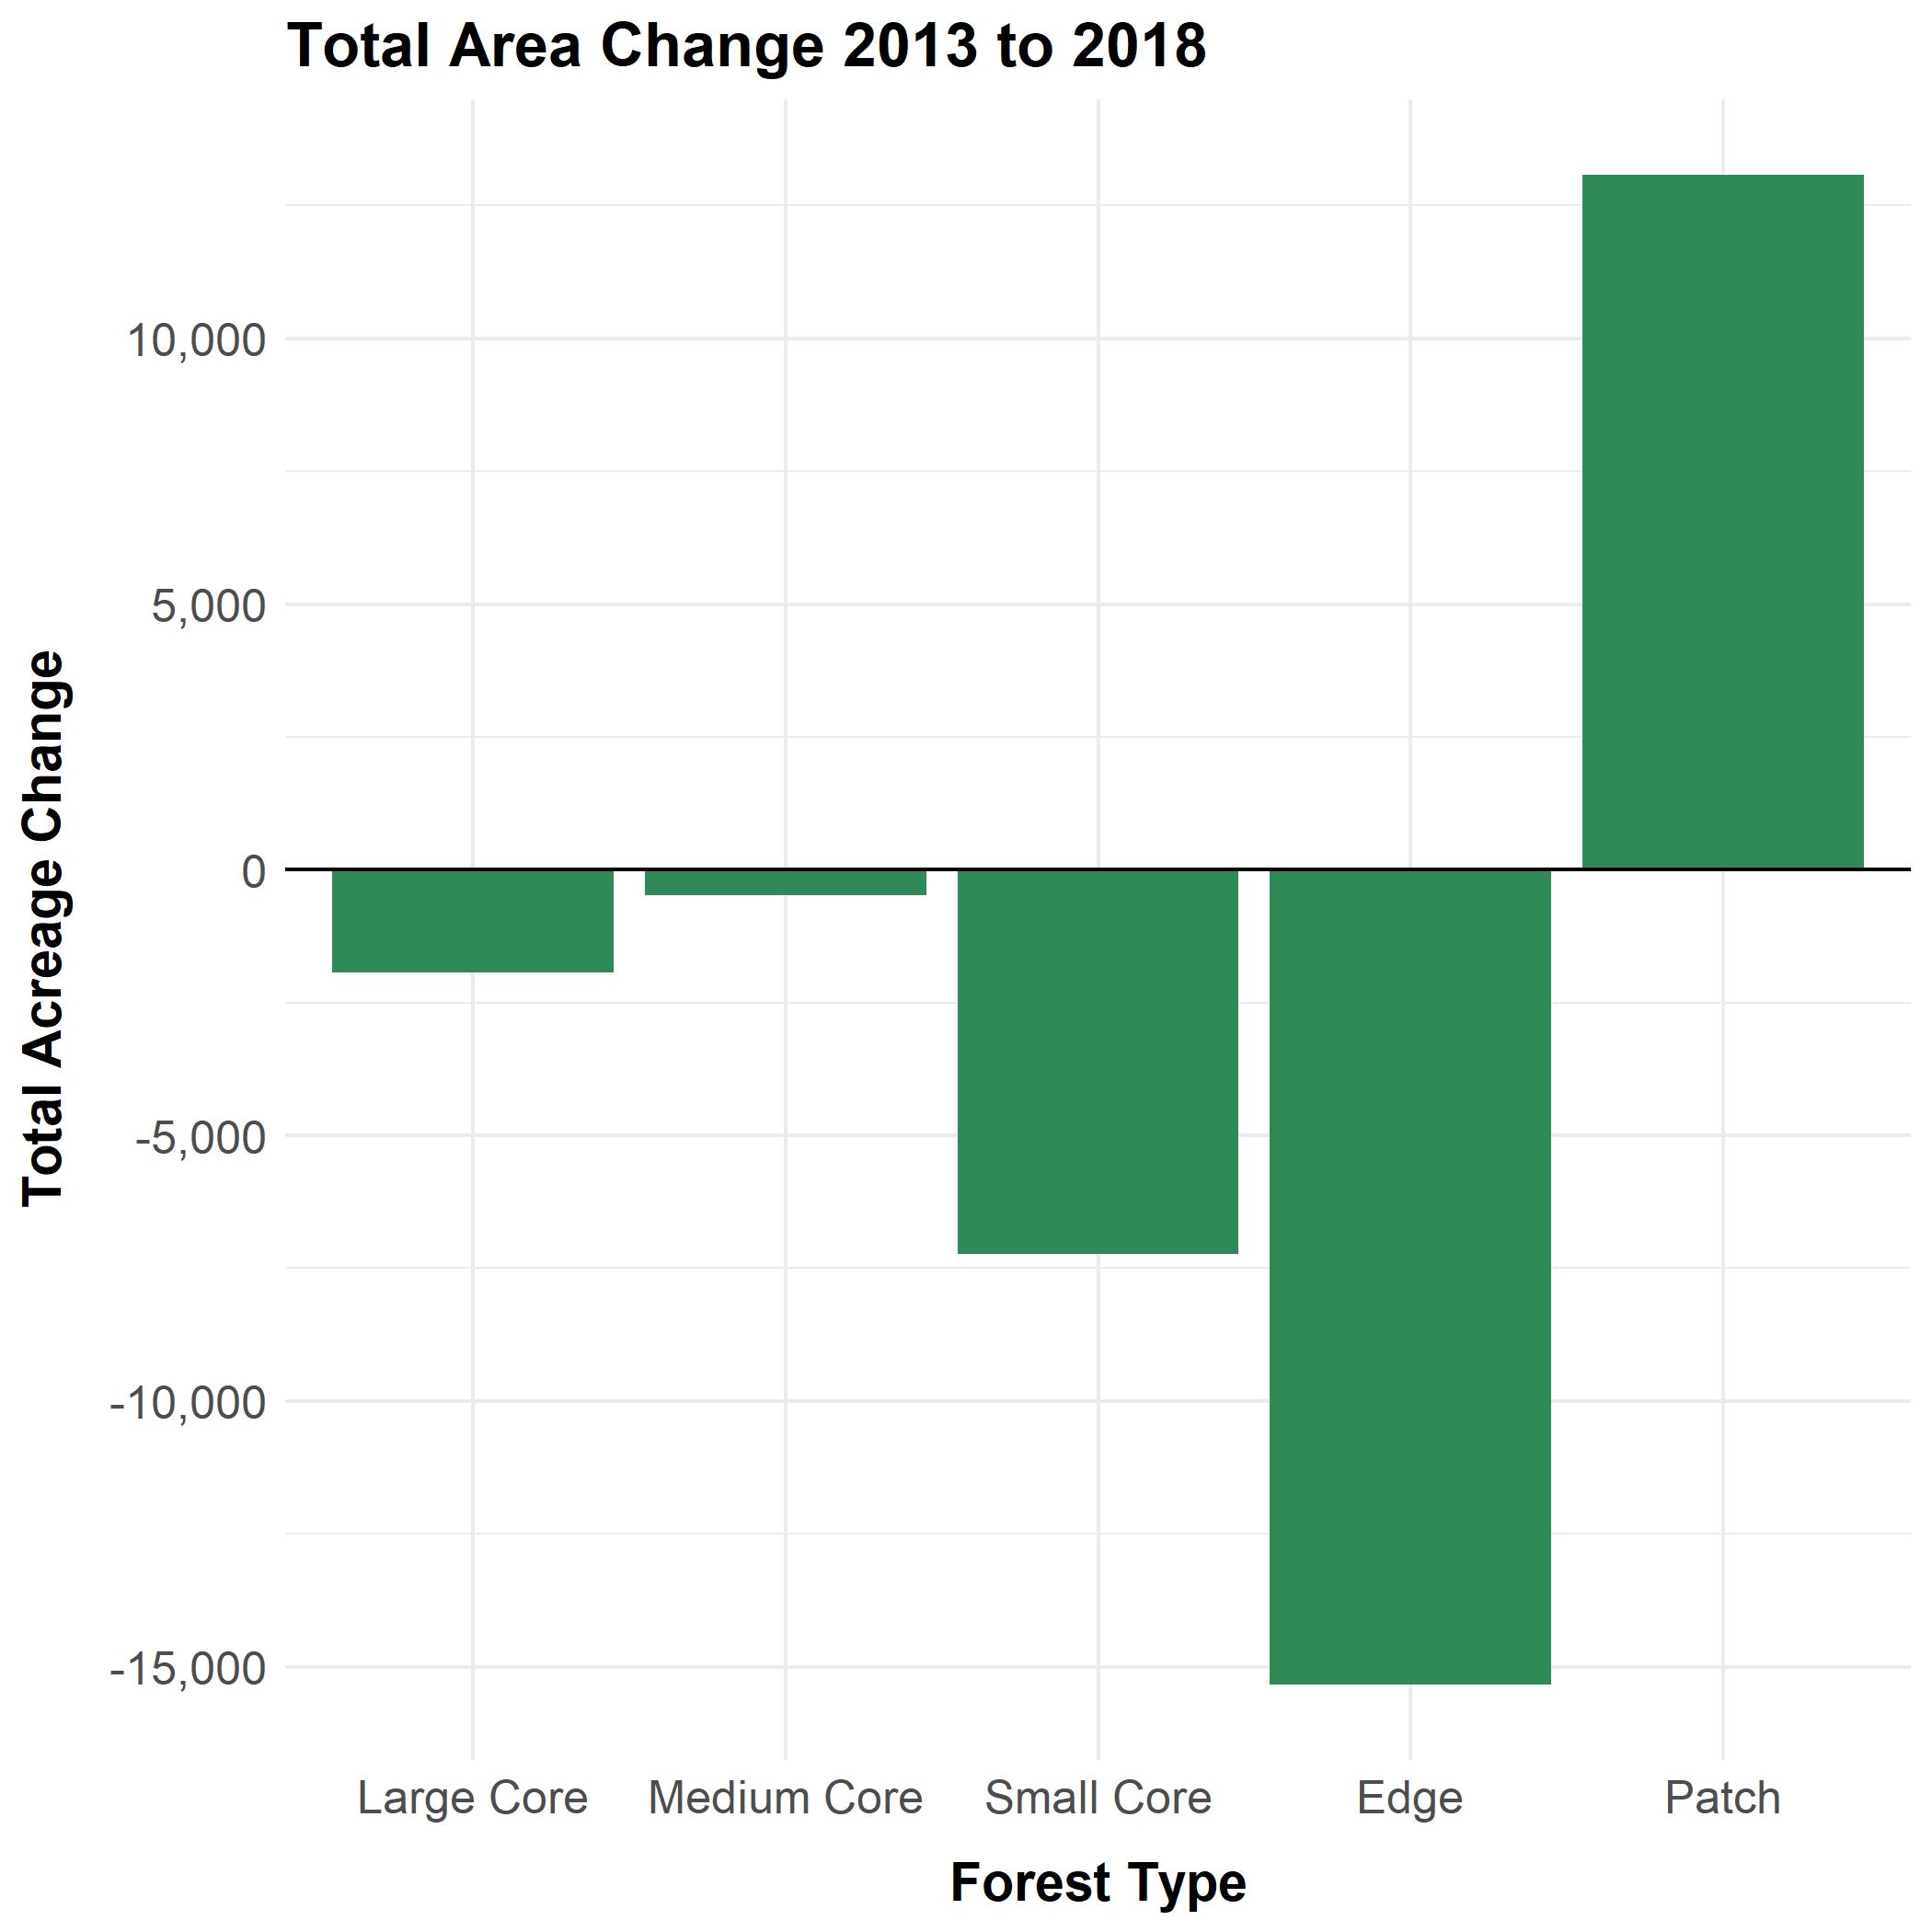 Total Area Change 2013 to 2018
Total Acreage Change
10,000
5,000
0
-5,000
-10,000
-15,000
Large Core
Medium Core
Small Core
Edge
Patch
Forest Type